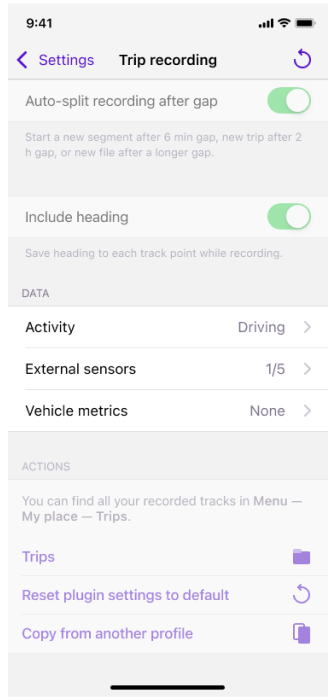 9:41
Settings
Trip recording
Auto-split recording after gap
Start a new segment after 6 min gap, new trip after 2
h gap, or new file after a longer gap.
Include heading
Save heading to each track point while recording.
DATA
Activity Driving
External sensors 1/5
Vehicle metrics None
ACTIONS
You can find all your recorded tracks in Menu —
My place — Trips.
Trips
Reset plugin settings to default
Copy from another profile